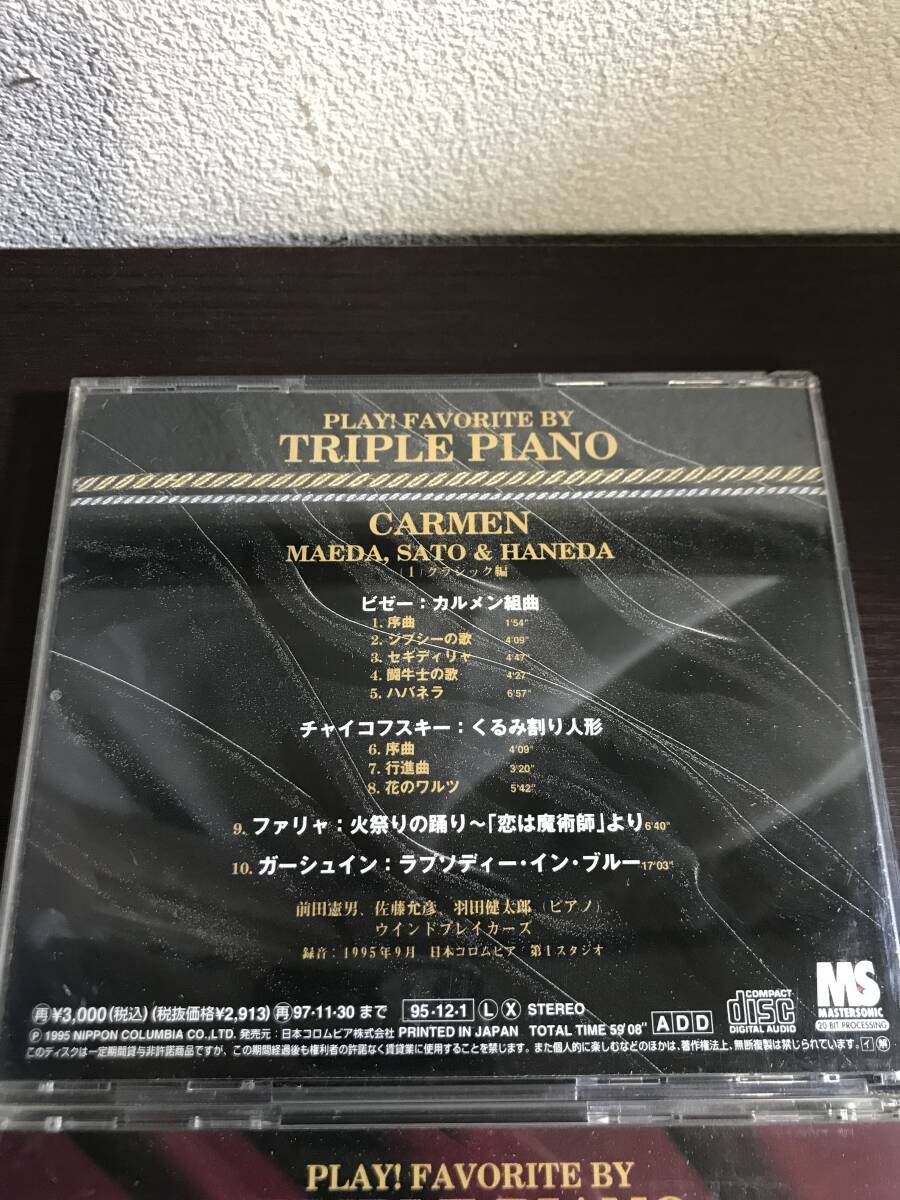 PLAY! FAVORITE BY
TRIPLE PIANO
CARMEN
MAEDA, SATO & HANEDA
[1] クラシック編
ビゼー：カルメン組曲
1. 序曲 1'54"
2. ジプシーの歌 4'09"
3. セギディリャ 4'47"
4. 闘牛士の歌 4'27"
5. ハバネラ 6'57"
チャイコフスキー：くるみ割り人形
6. 序曲 4'09"
7. 行進曲 3'20"
8. 花のワルツ 5'42"
9. ファリャ：火祭りの踊り〜「恋は魔術師」より 6'40"
10. ガーシュイン：ラプソディー・イン・ブルー 17'03"
前田憲男、佐藤允彦 羽田健太郎 (ピアノ)
ウインドブレイカーズ
録音：1995年9月 日本コロムビア 第1スタジオ
再 ¥3,000(税込) (税抜価格¥2,913) 再 97・11・30 まで 95・12・1 L X STEREO
Ⓟ 1995 NIPPON COLUMBIA CO.,LTD. 発売元：日本コロムビア株式会社 PRINTED IN JAPAN TOTAL TIME 59'08" ADD
COMPACT disc DIGITAL AUDIO
MS MASTERSONIC 20 BIT PROCESSING
このディスクは一定期間貸与非許諾商品ですが、この期間経過後も権利者の許諾なく賃貸業に使用することを禁じます。また個人的に楽しむなどのほかは、著作権法上、無断複製は禁じられています。 イ 解
PLAY! FAVORITE BY
TRIPLE PIANO